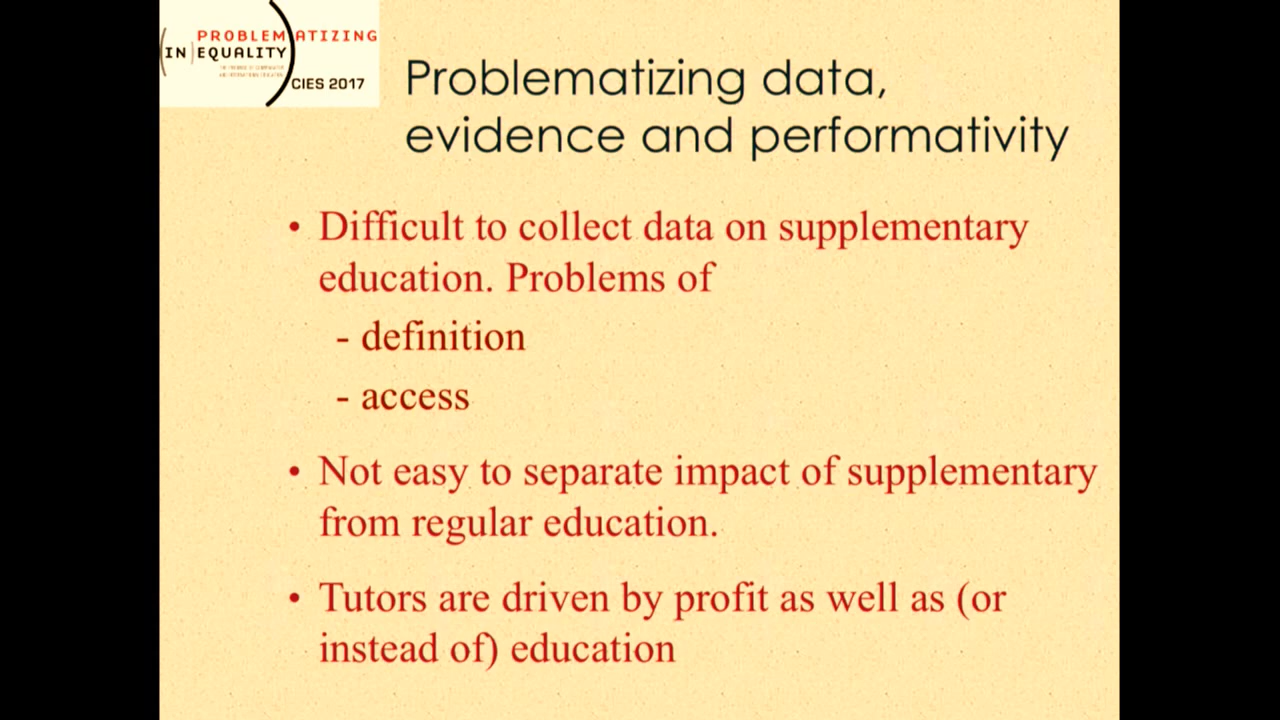 PROBLEMATIZING
(IN)EQUALITY
CIES 2017
Problematizing data,
evidence and performativity
• Difficult to collect data on supplementary
education. Problems of
- definition
- access
• Not easy to separate impact of supplementary
from regular education.
• Tutors are driven by profit as well as (or
instead of) education